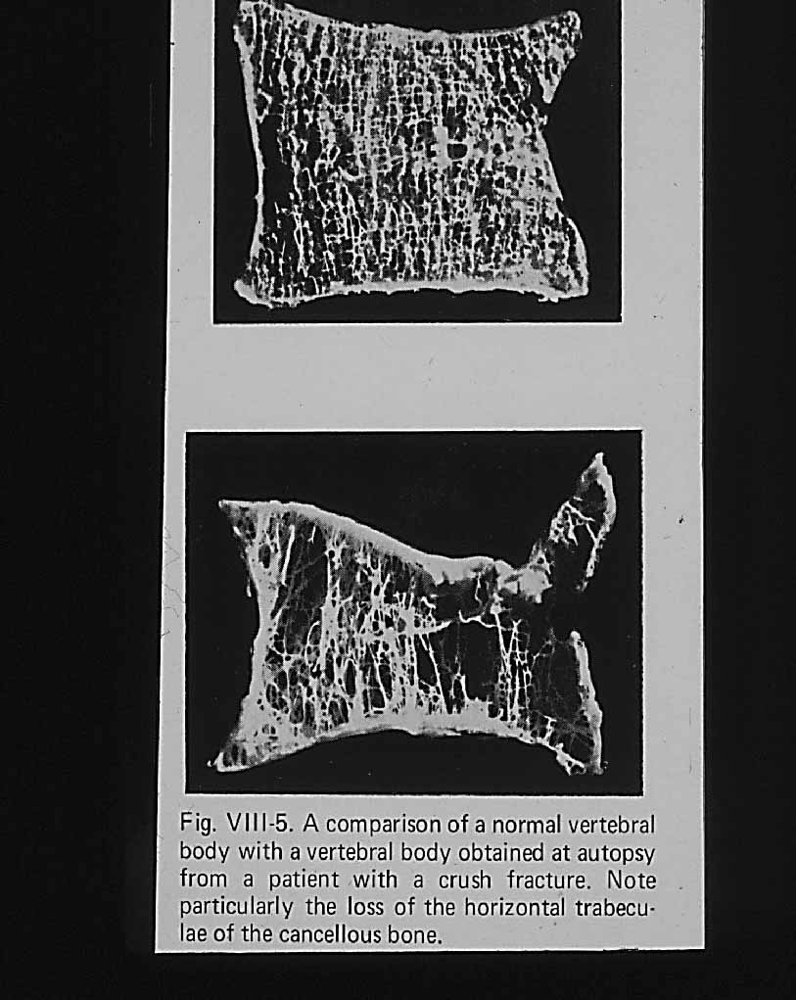 Fig. VIII-5. A comparison of a normal vertebral
body with a vertebral body obtained at autopsy
from a patient with a crush fracture. Note
particularly the loss of the horizontal trabecu-
lae of the cancellous bone.